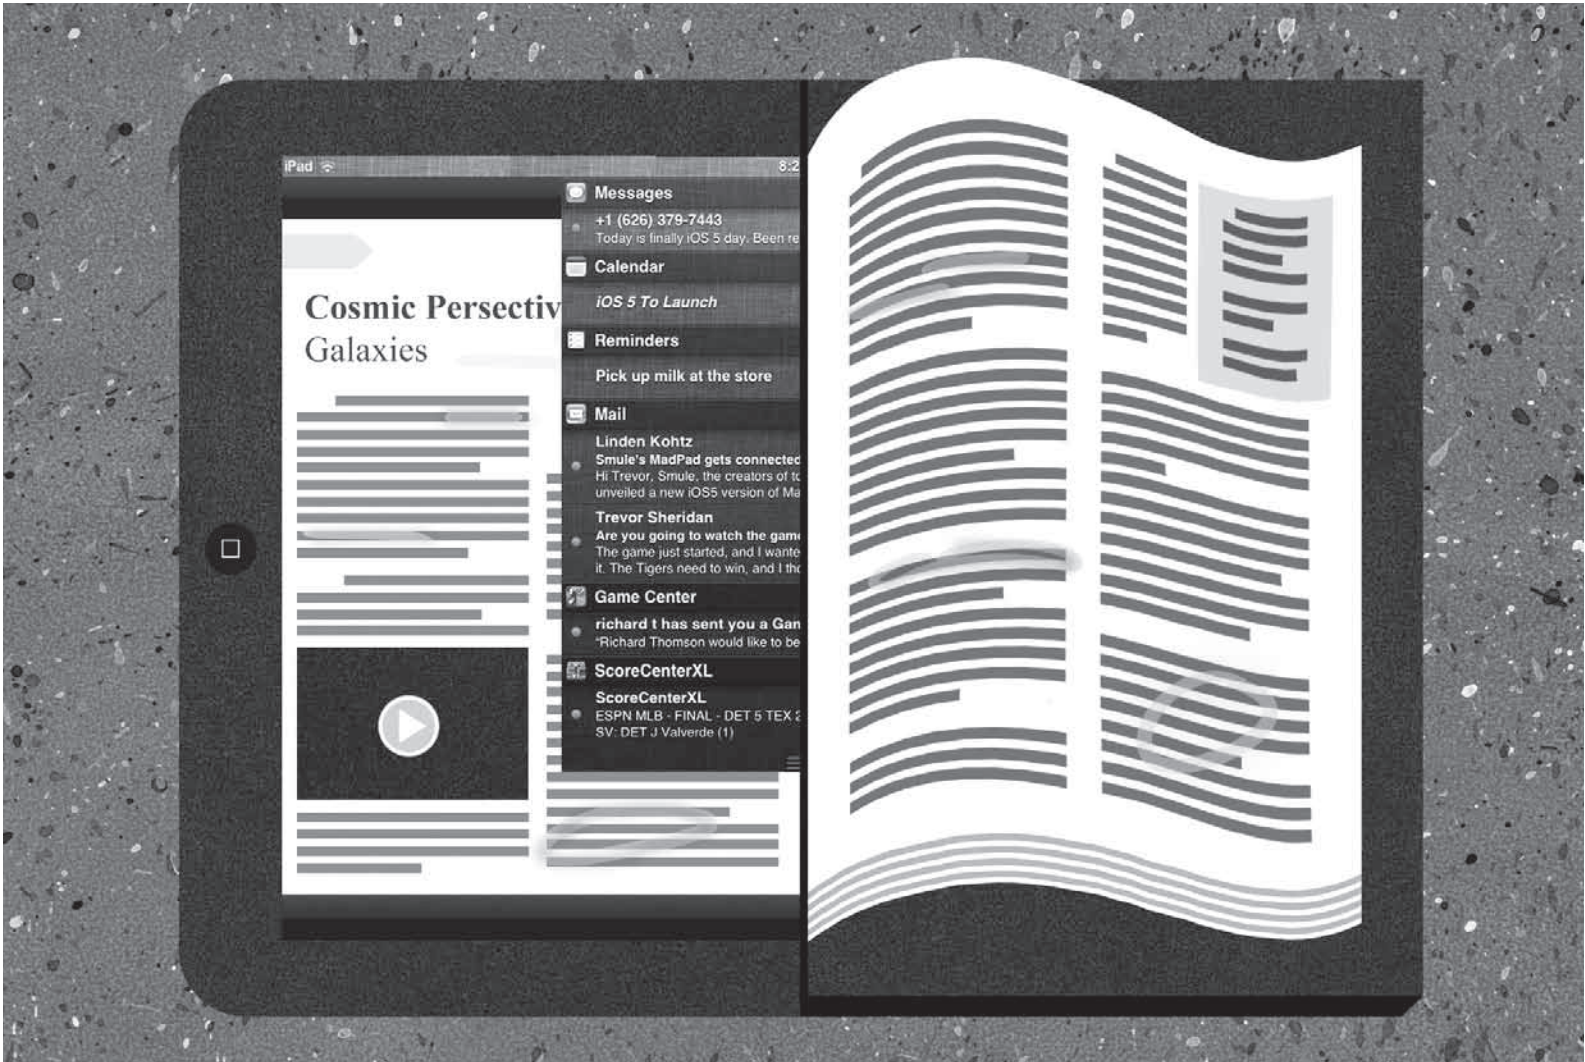 iPad
8:2
Messages
+1 (626) 379-7443
Today is finally iOS 5 day. Been re
Calendar
iOS 5 To Launch
Cosmic Persectiv
Galaxies
Reminders
Pick up milk at the store
Mail
Linden Kohtz
Smule's MadPad gets connected
Hi Trevor, Smule, the creators of to
unveiled a new iOS5 version of Ma
Trevor Sheridan
Are you going to watch the game
The game just started, and I wante
it. The Tigers need to win, and I tho
Game Center
richard t has sent you a Gam
“Richard Thomson would like to be
ScoreCenterXL
ScoreCenterXL
ESPN MLB - FINAL - DET 5 TEX 2
SV: DET J Valverde (1)